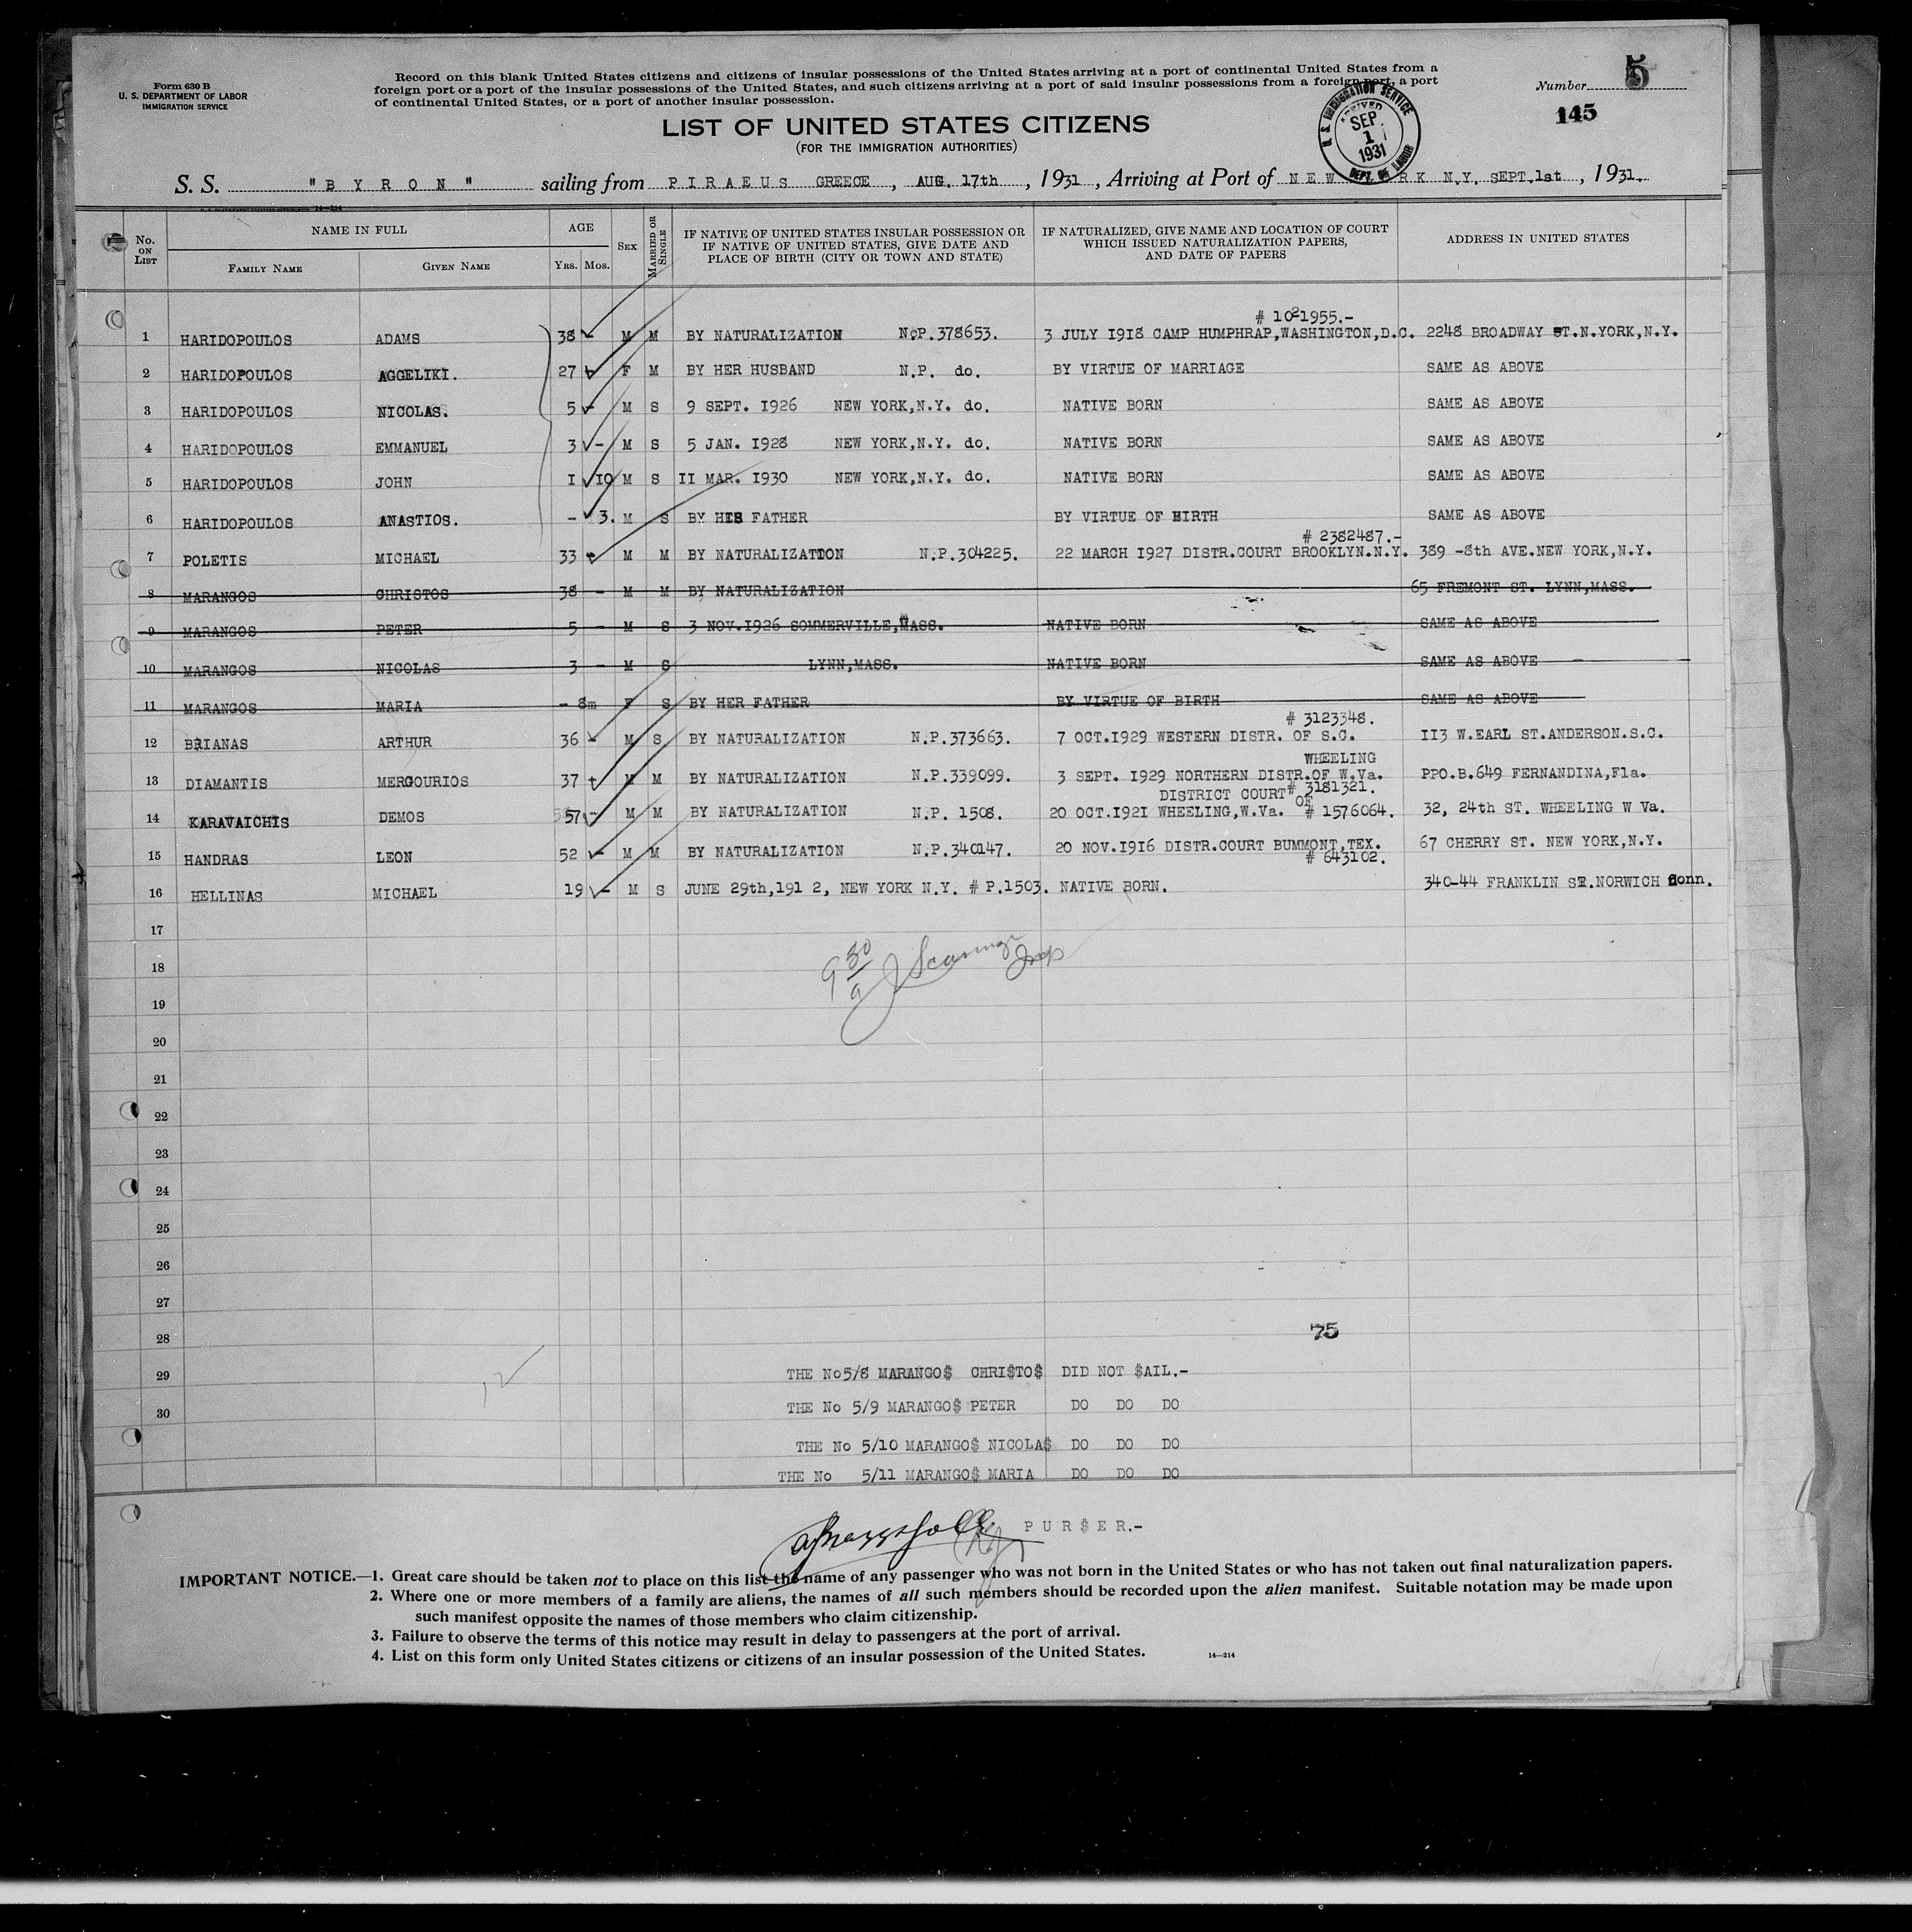 Form 630 B
U. S. DEPARTMENT OF LABOR
IMMIGRATION SERVICE
Record on this blank United States citizens and citizens of insular possessions of the United States arriving at a port of continental United States from a
foreign port or a port of the insular possessions of the United States, and such citizens arriving at a port of said insular possessions from a foreign port, a port
of continental United States, or a port of another insular possession.
Number 5
145
U. S. IMMIGRATION SERVICE
SEP. 1 1931
DEPT. OF LABOR
LIST OF UNITED STATES CITIZENS
(FOR THE IMMIGRATION AUTHORITIES)
S. S. "BYRON" sailing from PIRAEUS GREECE, AUG. 17th, 1931, Arriving at Port of NEW RK N.Y. SEPT.1st, 1931.
14—214
No. ON LIST NAME IN FULL FAMILY NAME GIVEN NAME AGE YRS. MOS. SEX MARRIED OR SINGLE IF NATIVE OF UNITED STATES INSULAR POSSESSION OR IF NATIVE OF UNITED STATES, GIVE DATE AND PLACE OF BIRTH (CITY OR TOWN AND STATE) IF NATURALIZED, GIVE NAME AND LOCATION OF COURT WHICH ISSUED NATURALIZATION PAPERS, AND DATE OF PAPERS ADDRESS IN UNITED STATES
# 1021955.-
1 HARIDOPOULOS ADAMS 38 - M M BY NATURALIZATION N.P.378653. 3 JULY I9I8 CAMP HUMPHRAP,WASHINGTON,D.C. 2248 BROADWAY ST.N.YORK,N.Y.
2 HARIDOPOULOS AGGELIKI. 27 F M BY HER HUSBAND N.P. do. BY VIRTUE OF MARRIAGE SAME AS ABOVE
3 HARIDOPOULOS NICOLAS. 5 - M S 9 SEPT. I926 NEW YORK,N.Y. do. NATIVE BORN SAME AS ABOVE
4 HARIDOPOULOS EMMANUEL 3 - M S 5 JAN. I928 NEW YORK,N.Y. do. NATIVE BORN SAME AS ABOVE
5 HARIDOPOULOS JOHN I IO M S II MAR. I930 NEW YORK,N.Y. do. NATIVE BORN SAME AS ABOVE
6 HARIDOPOULOS ANASTIOS. - 3. M S BY HIS FATHER BY VIRTUE OF BIRTH SAME AS ABOVE
# 2382487.-
7 POLETIS MICHAEL 33 M M BY NATURALIZATION N.P.304225. 22 MARCH I927 DISTR.COURT BROOKLYN.N.Y. 389 -8th AVE.NEW YORK,N.Y.
8 MARANGOS CHRISTOS 38 - M M BY NATURALIZATION 65 FREMONT ST. LYNN,MASS.
9 MARANGOS PETER 5 - M S 3 NOV.I926 SOMMERVILLE,MASS. NATIVE BORN SAME AS ABOVE
10 MARANGOS NICOLAS 3 - M S LYNN,MASS. NATIVE BORN SAME AS ABOVE
11 MARANGOS MARIA - 8m F S BY HER FATHER BY VIRTUE OF BIRTH SAME AS ABOVE
# 3123348.
12 BRIANAS ARTHUR 36 - M S BY NATURALIZATION N.P.373663. 7 OCT.I929 WESTERN DISTR. OF S.C. II3 W.EARL ST.ANDERSON.S.C.
WHEELING
13 DIAMANTIS MERGOURIOS 37 M M BY NATURALIZATION N.P.339099. 3 SEPT. I929 NORTHERN DISTR.OF W.Va. PPO.B.649 FERNANDINA,Fla.
DISTRICT COURT OF # 3181321.
14 KARAVAICHIS DEMOS 57 - M M BY NATURALIZATION N.P. 1508. 20 OCT.I92I WHEELING,W.Va. # 1576064. 32, 24th ST. WHEELING W Va.
15 HANDRAS LEON 52 - M M BY NATURALIZATION N.P.340147. 20 NOV.I9I6 DISTR.COURT BUMMONT,TEX. 67 CHERRY ST. NEW YORK,N.Y.
# 643102.
16 HELLINAS MICHAEL 19 - M S JUNE 29th,191 2, NEW YORK N.Y. # P.1503. NATIVE BORN. 340-44 FRANKLIN ST.NORWICH Conn.
17
18
9 30/a
19
20
21
22
23
24
25
26
27
28
75
29 THE No5/8 MARANGO$ CHRI$TO$ DID NOT $AIL.-
30 THE No 5/9 MARANGO$ PETER DO DO DO
THE No 5/10 MARANGO$ NICOLA$ DO DO DO
THE No 5/11 MARANGO$ MARIA DO DO DO
PUR$ER.-
IMPORTANT NOTICE.—1. Great care should be taken not to place on this list the name of any passenger who was not born in the United States or who has not taken out final naturalization papers.
2. Where one or more members of a family are aliens, the names of all such members should be recorded upon the alien manifest. Suitable notation may be made upon
such manifest opposite the names of those members who claim citizenship.
3. Failure to observe the terms of this notice may result in delay to passengers at the port of arrival.
4. List on this form only United States citizens or citizens of an insular possession of the United States.
14—214